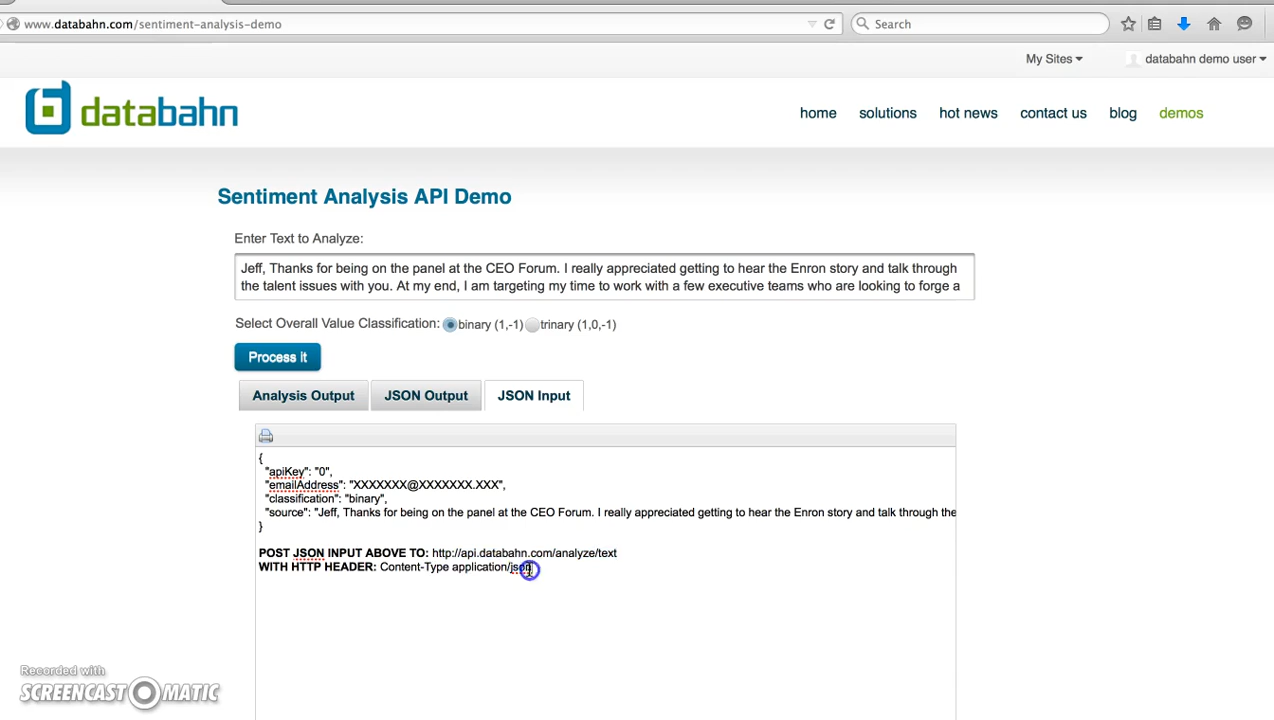 www.databahn.com/sentiment-analysis-demo
Search
My Sites
databahn demo user
databahn
home
solutions
hot news
contact us
blog
demos
Sentiment Analysis API Demo
Enter Text to Analyze:
Jeff, Thanks for being on the panel at the CEO Forum. I really appreciated getting to hear the Enron story and talk through
the talent issues with you. At my end, I am targeting my time to work with a few executive teams who are looking to forge a
Select Overall Value Classification: binary (1,-1) trinary (1,0,-1)
Process it
Analysis Output
JSON Output
JSON Input
{
"apiKey": "0",
"emailAddress": "XXXXXXX@XXXXXXX.XXX",
"classification": "binary",
"source": "Jeff, Thanks for being on the panel at the CEO Forum. I really appreciated getting to hear the Enron story and talk through the
}
POST JSON INPUT ABOVE TO: http://api.databahn.com/analyze/text
WITH HTTP HEADER: Content-Type application/json
Recorded with
SCREENCAST MATIC